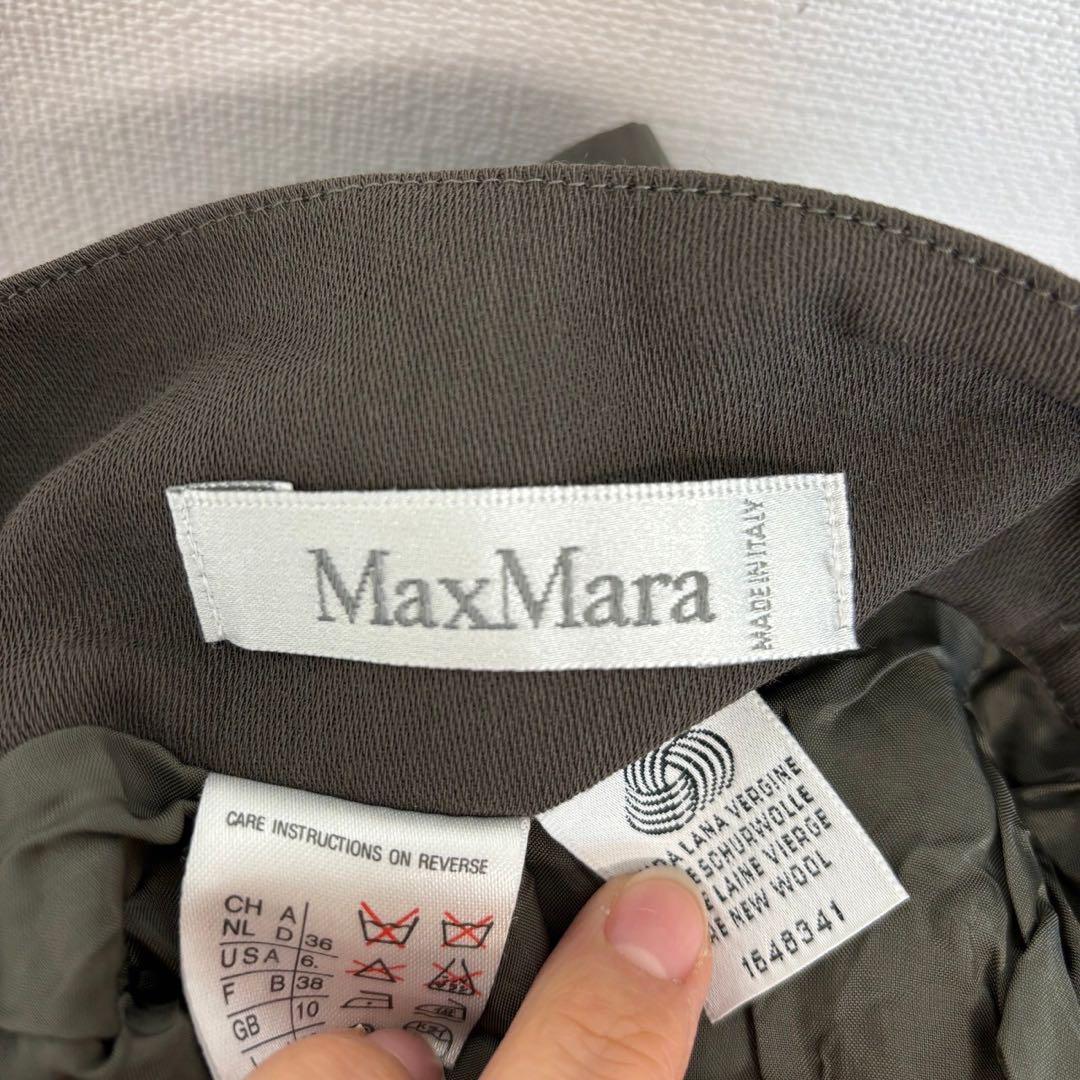 MaxMara
MADE IN ITALY
CARE INSTRUCTIONS ON REVERSE
CH A
NL D 36
USA 6.
F B 38
GB 10
LANA VERGINE
SCHURWOLLE
LAINE VIERGE
NEW WOOL
1648341